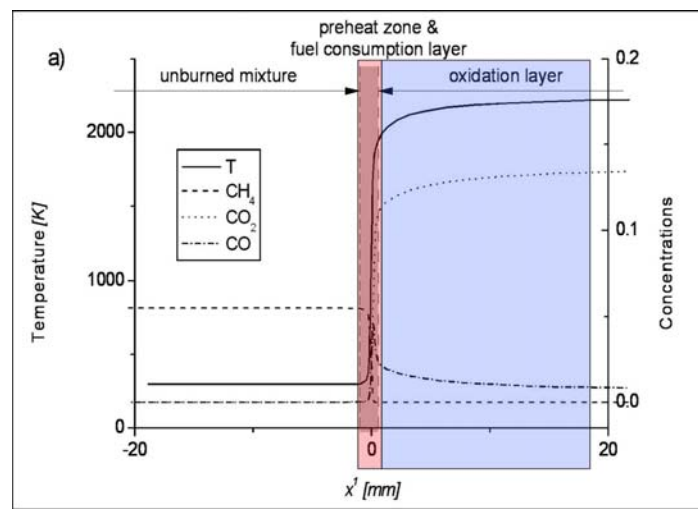 preheat zone &
fuel consumption layer
a)
unburned mixture
oxidation layer
0.2
2000
T
CH₄
CO₂
CO
Temperature [K]
0.1
Concentrations
1000
0.0
0
-20
0
20
x¹ [mm]